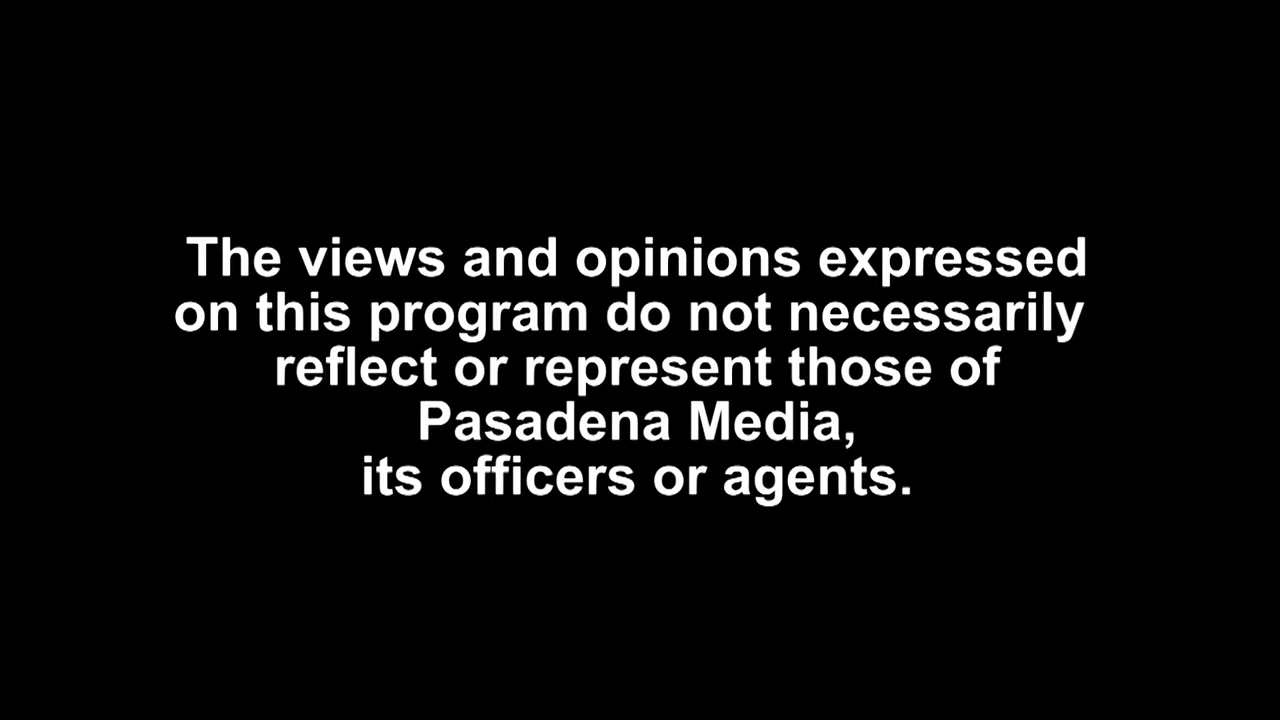 The views and opinions expressed
on this program do not necessarily
reflect or represent those of
Pasadena Media,
its officers or agents.